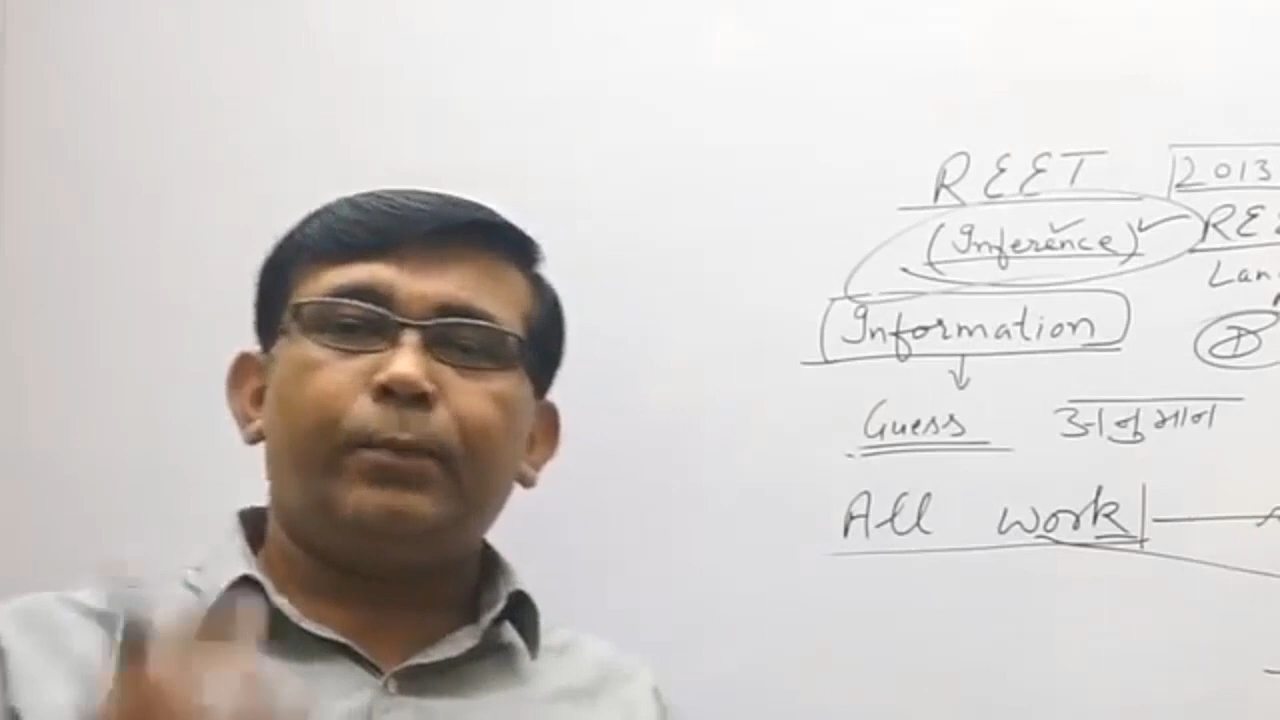 REET 2013
(Inference)
Information
Guess अनुमान
All work